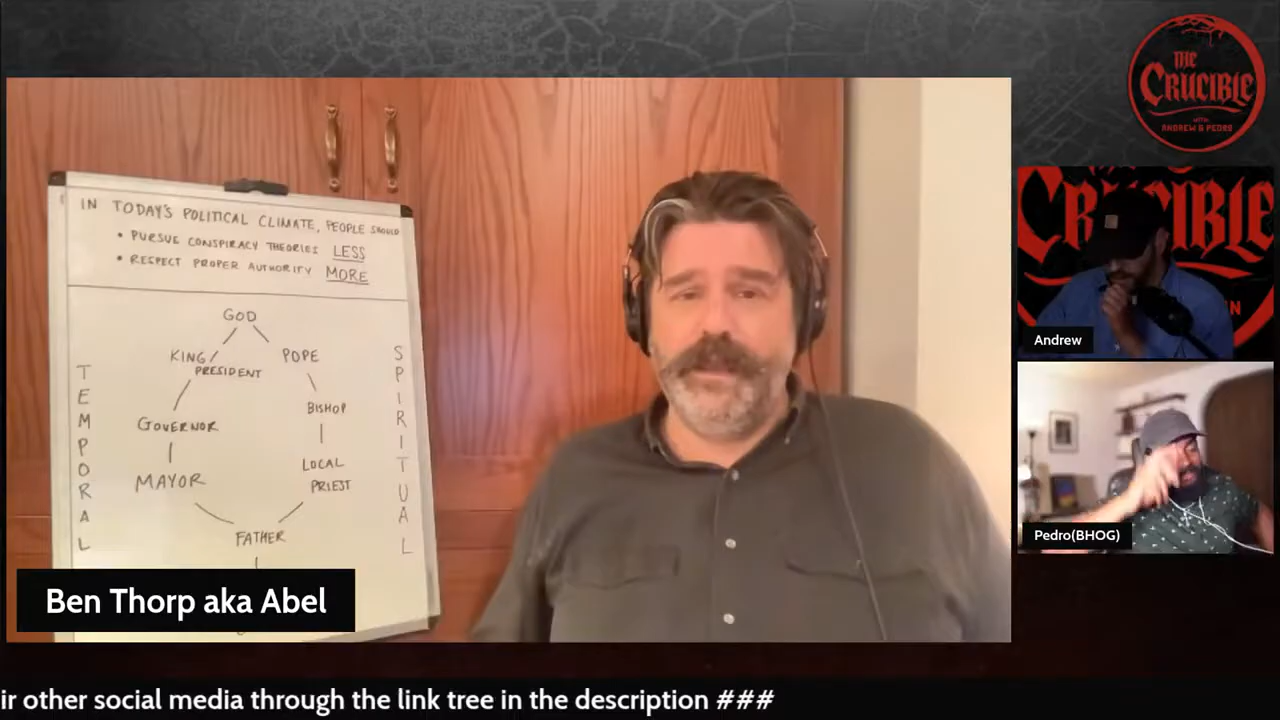 THE
CRUCIBLE
WITH
ANDREW & PEDRO
IN TODAY'S POLITICAL CLIMATE, PEOPLE SHOULD
• PURSUE CONSPIRACY THEORIES LESS
• RESPECT PROPER AUTHORITY MORE
GOD
KING/
PRESIDENT
POPE
GOVERNOR
BISHOP
MAYOR
LOCAL
PRIEST
FATHER
TEMPORAL
SPIRITUAL
Andrew
Pedro(BHOG)
Ben Thorp aka Abel
ir other social media through the link tree in the description ###